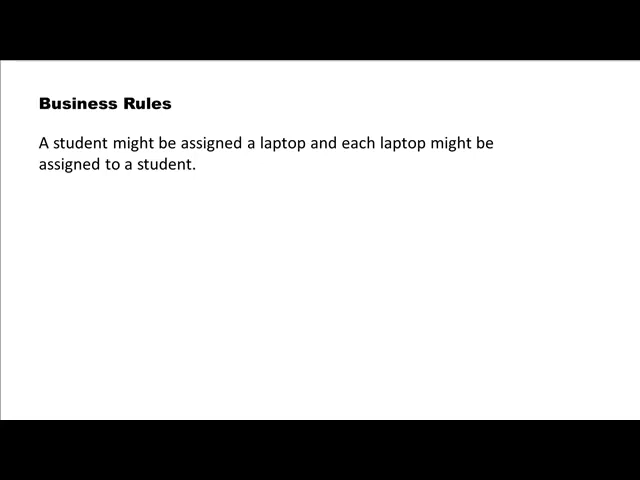 Business Rules
A student might be assigned a laptop and each laptop might be
assigned to a student.